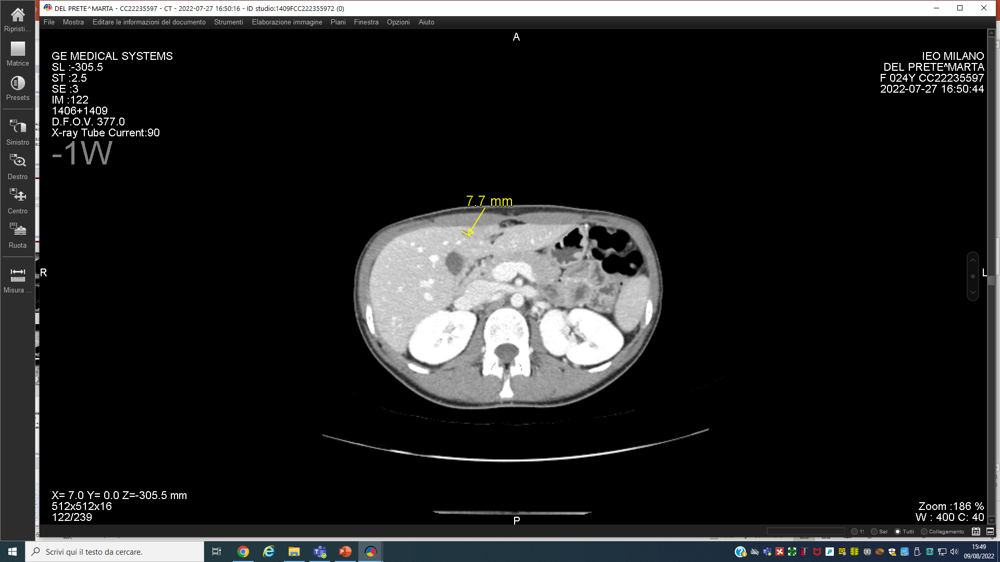 DEL PRETE^MARTA - CC22235597 - CT - 2022-07-27 16:50:16 - ID studio:1409FCC222355972 (0)
File Mostra Editare le informazioni del documento Strumenti Elaborazione immagine Piani Finestra Opzioni Aiuto
Ripristi...
Matrice
Presets
Sinistro
Destro
Centro
Ruota
Misura ...
A
GE MEDICAL SYSTEMS
SL :-305.5
ST :2.5
SE :3
IM :122
1406+1409
D.F.O.V. 377.0
X-ray Tube Current:90
-1W
IEO MILANO
DEL PRETE^MARTA
F 024Y CC22235597
2022-07-27 16:50:44
7.7 mm
R
L
X= 7.0 Y= 0.0 Z=-305.5 mm
512x512x16
122/239
P
Zoom :186 %
W : 400 C: 40
1! Sel Tutti Collegamento
22
Scrivi qui il testo da cercare.
15:49
09/08/2022